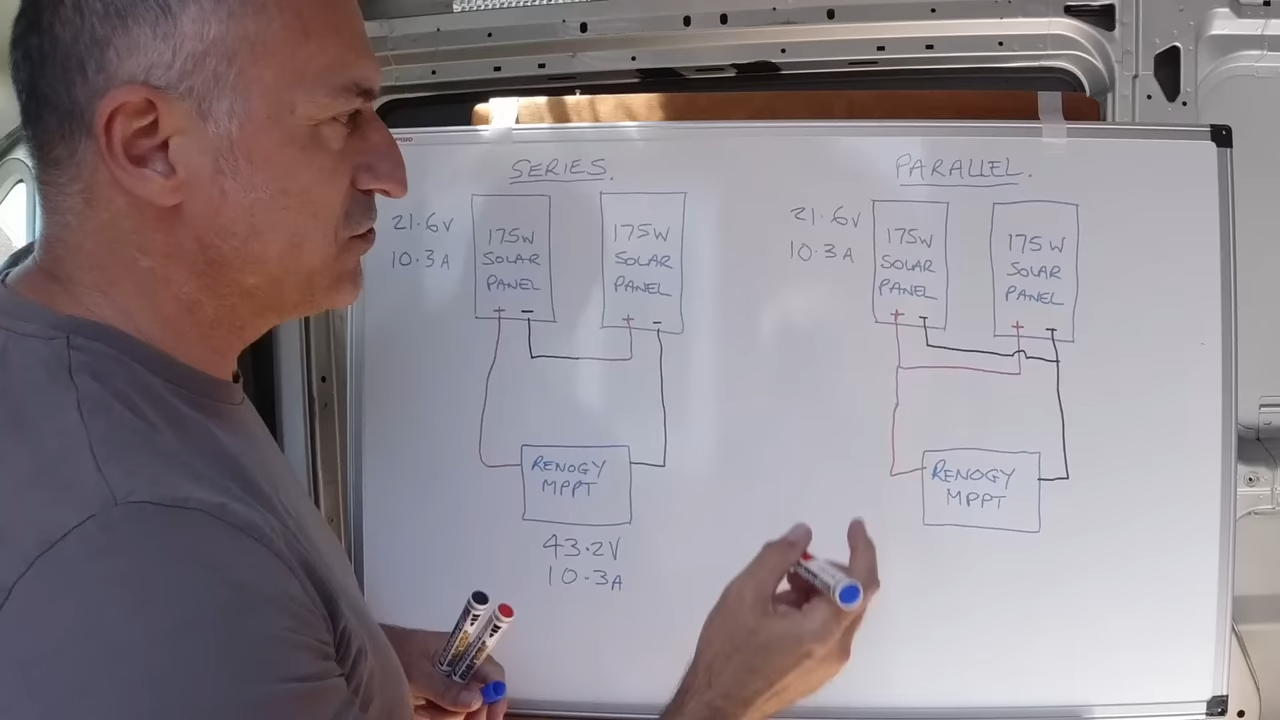 SERIES.
21.6V
10.3A
175W
SOLAR
PANEL
+ -
175W
SOLAR
PANEL
+ -
RENOGY
MPPT
43.2V
10.3A
PARALLEL.
21.6V
10.3A
175W
SOLAR
PANEL
+ -
175W
SOLAR
PANEL
+ -
RENOGY
MPPT